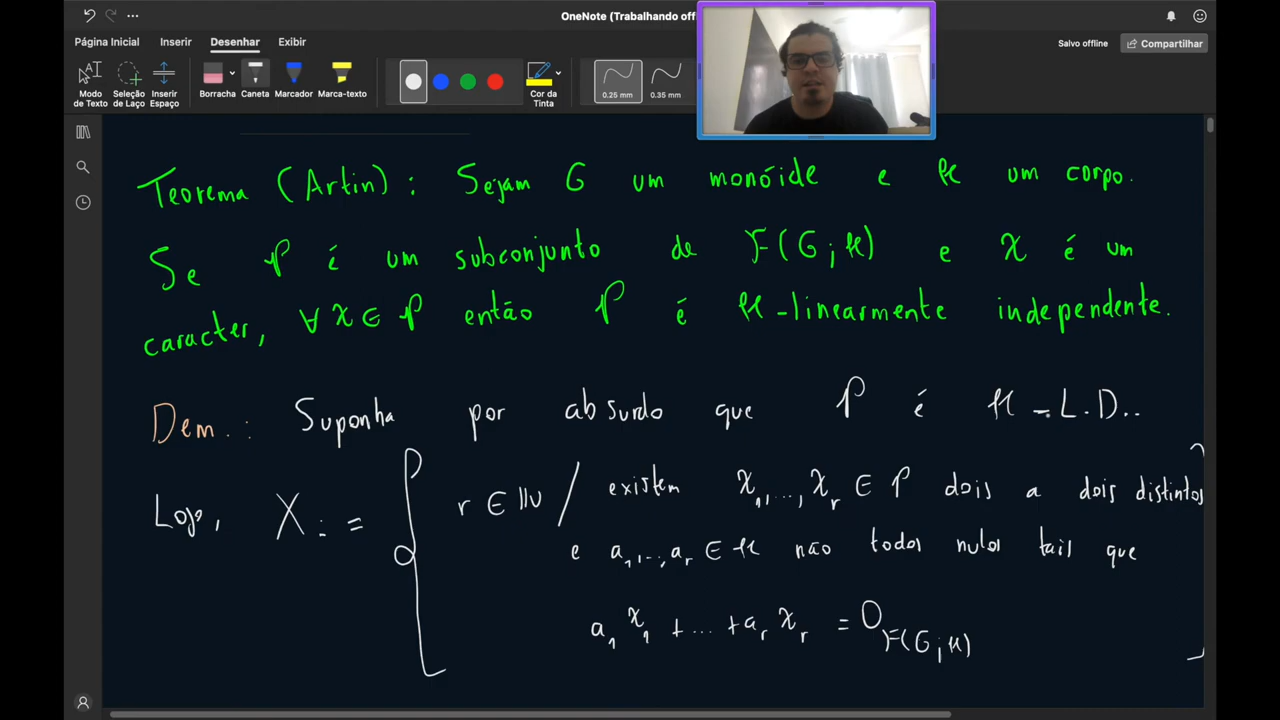 OneNote (Trabalhando off
Página Inicial Inserir Desenhar Exibir
Salvo offline Compartilhar
Modo de Texto Seleção de Laço Inserir Espaço Borracha Caneta Marcador Marca-texto Cor da Tinta 0.25 mm 0.35 mm
Teorema (Artin): Sejam G um monóide e K um corpo.
Se P é um subconjunto de F(G;K) e χ é um
caracter, ∀ χ ∈ P então P é K-linearmente independente.
Dem.: Suponha por absurdo que P é K-L.D..
Logo, X := { r ∈ IN / existem χ₁,...,χᵣ ∈ P dois a dois distintos
e a₁,...,aᵣ ∈ K não todos nulos tais que
a₁χ₁ + ... + aᵣχᵣ = 0_F(G;K) }